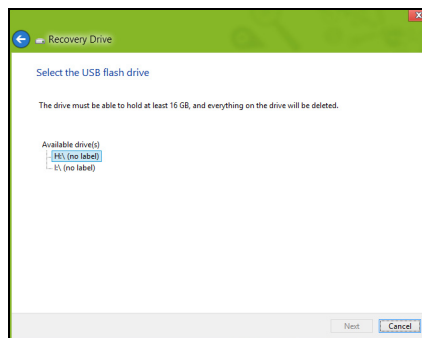 Recovery Drive
Select the USB flash drive
The drive must be able to hold at least 16 GB, and everything on the drive will be deleted.
Available drive(s)
H:\ (no label)
I:\ (no label)
Next
Cancel